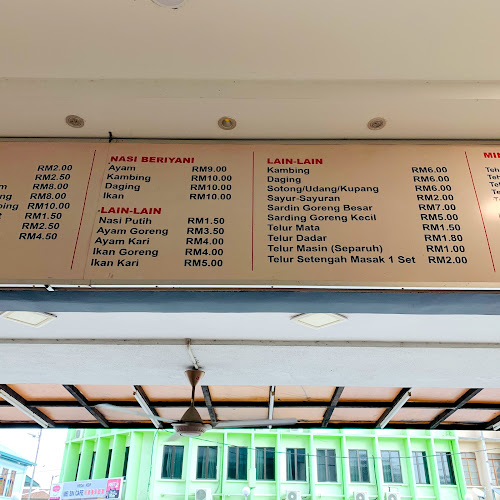 RM2.00
RM2.50
RM8.00
RM8.00
RM10.00
RM1.50
RM2.50
RM4.50
NASI BERIYANI
Ayam RM9.00
Kambing RM10.00
Daging RM10.00
Ikan RM10.00
-LAIN-LAIN
Nasi Putih RM1.50
Ayam Goreng RM3.50
Ayam Kari RM4.00
Ikan Goreng RM4.00
Ikan Kari RM5.00
LAIN-LAIN
Kambing RM6.00
Daging RM6.00
Sotong/Udang/Kupang RM6.00
Sayur-Sayuran RM2.00
Sardin Goreng Besar RM7.00
Sarding Goreng Kecil RM5.00
Telur Mata RM1.50
Telur Dadar RM1.80
Telur Masin (Separuh) RM1.00
Telur Setengah Masak 1 Set RM2.00